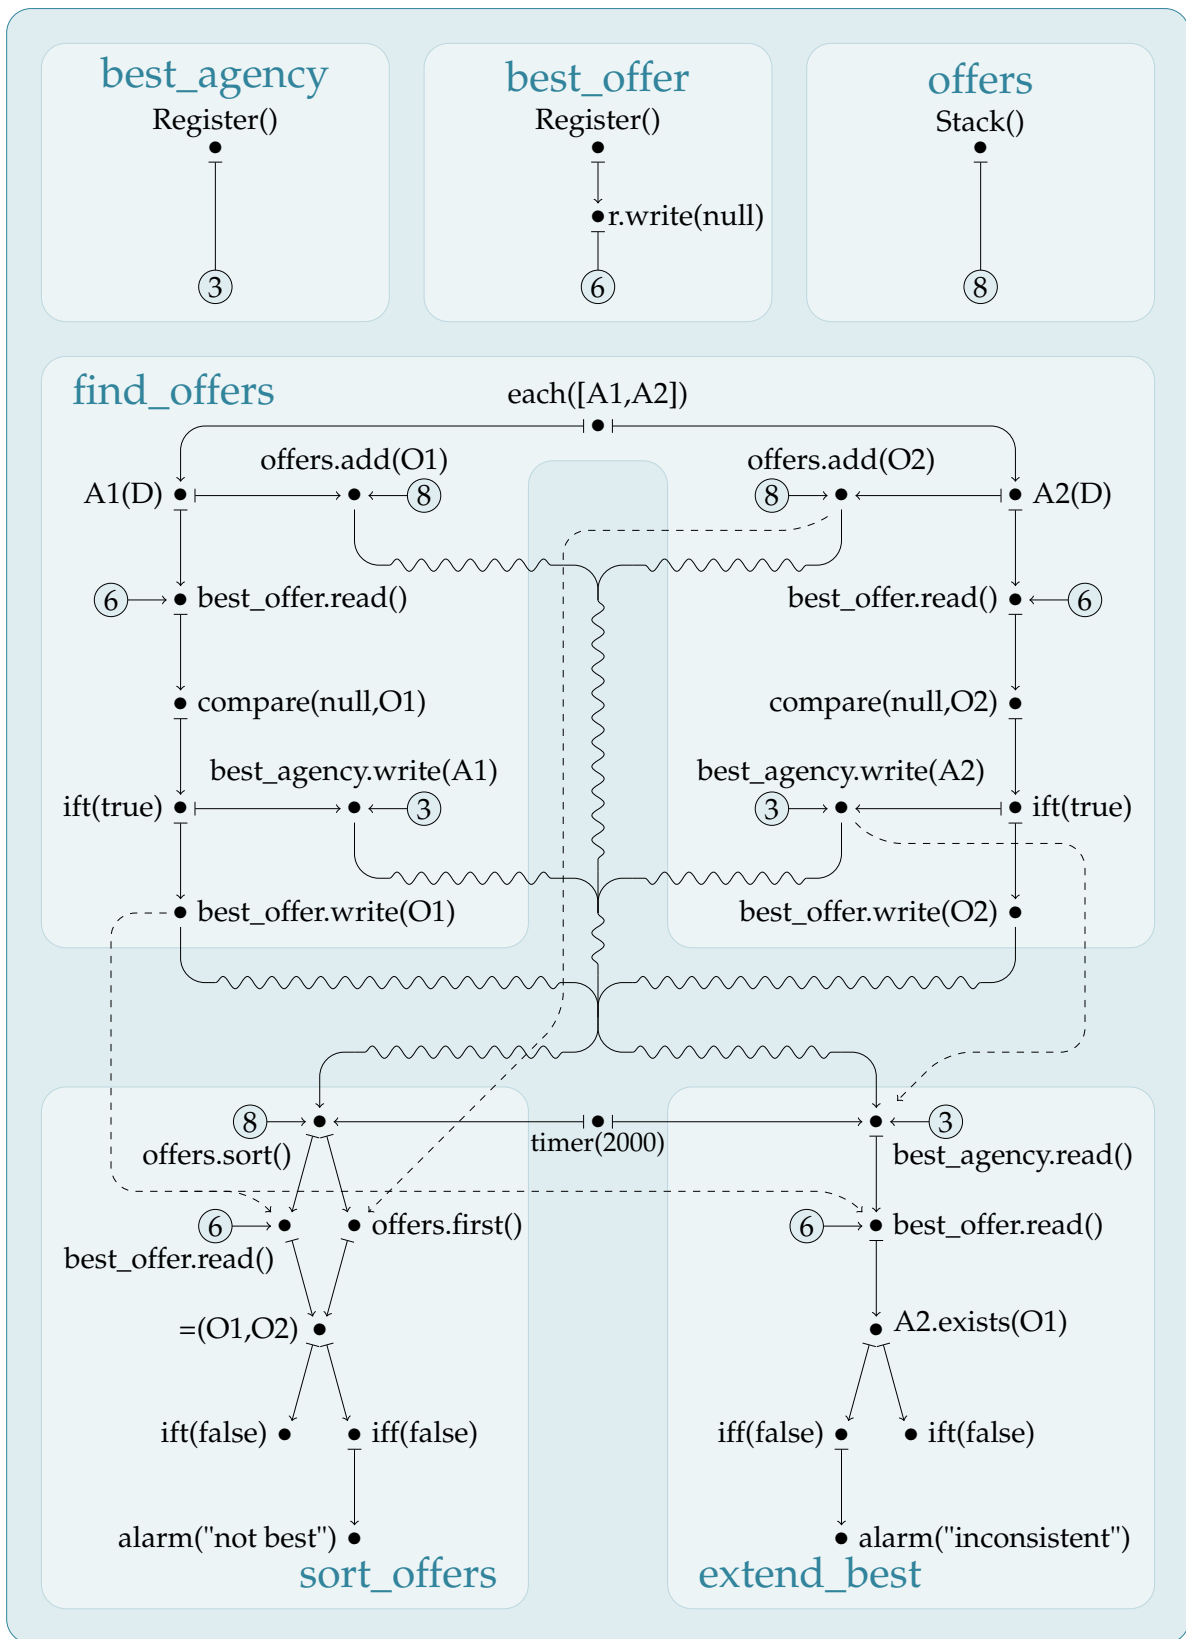 best_agency
Register()
3
best_offer
Register()
r.write(null)
6
offers
Stack()
8
find_offers
each([A1,A2])
offers.add(O1)
offers.add(O2)
A1(D)
8
8
A2(D)
6
best_offer.read()
best_offer.read()
6
compare(null,O1)
compare(null,O2)
best_agency.write(A1)
best_agency.write(A2)
ift(true)
3
3
ift(true)
best_offer.write(O1)
best_offer.write(O2)
8
timer(2000)
3
offers.sort()
best_agency.read()
6
offers.first()
6
best_offer.read()
best_offer.read()
=(O1,O2)
A2.exists(O1)
ift(false)
iff(false)
iff(false)
ift(false)
alarm("not best")
alarm("inconsistent")
sort_offers
extend_best